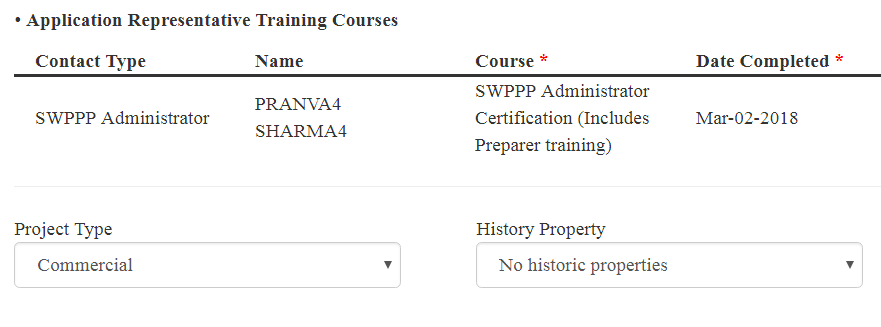 • Application Representative Training Courses
Contact Type Name Course * Date Completed *
SWPPP Administrator PRANVA4 SHARMA4 SWPPP Administrator Certification (Includes Preparer training) Mar-02-2018
Project Type History Property
Commercial ▼ No historic properties ▼